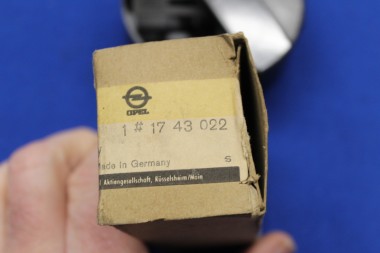 OPEL
1 # 17 43 022
Made in Germany S
Aktiengesellschaft, Rüsselsheim/Main